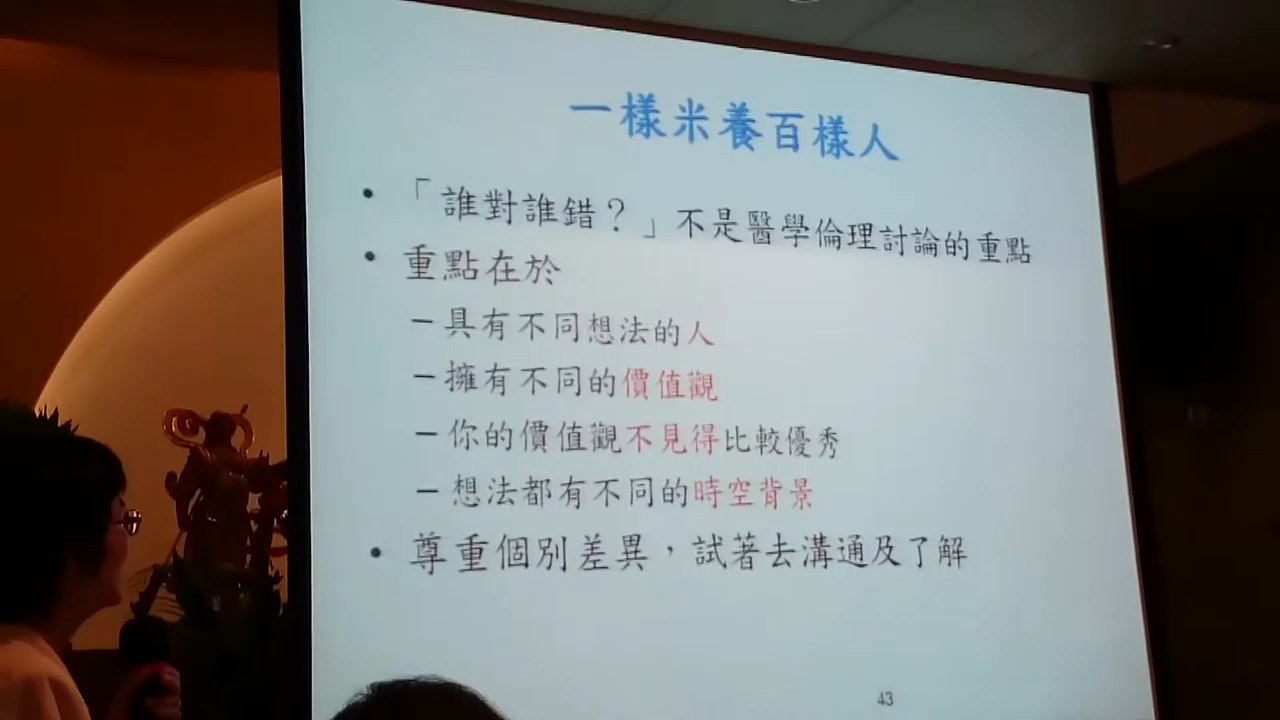 一樣米養百樣人
•「誰對誰錯？」不是醫學倫理討論的重點
•重點在於
–具有不同想法的人
–擁有不同的價值觀
–你的價值觀不見得比較優秀
–想法都有不同的時空背景
•尊重個別差異，試著去溝通及了解
43